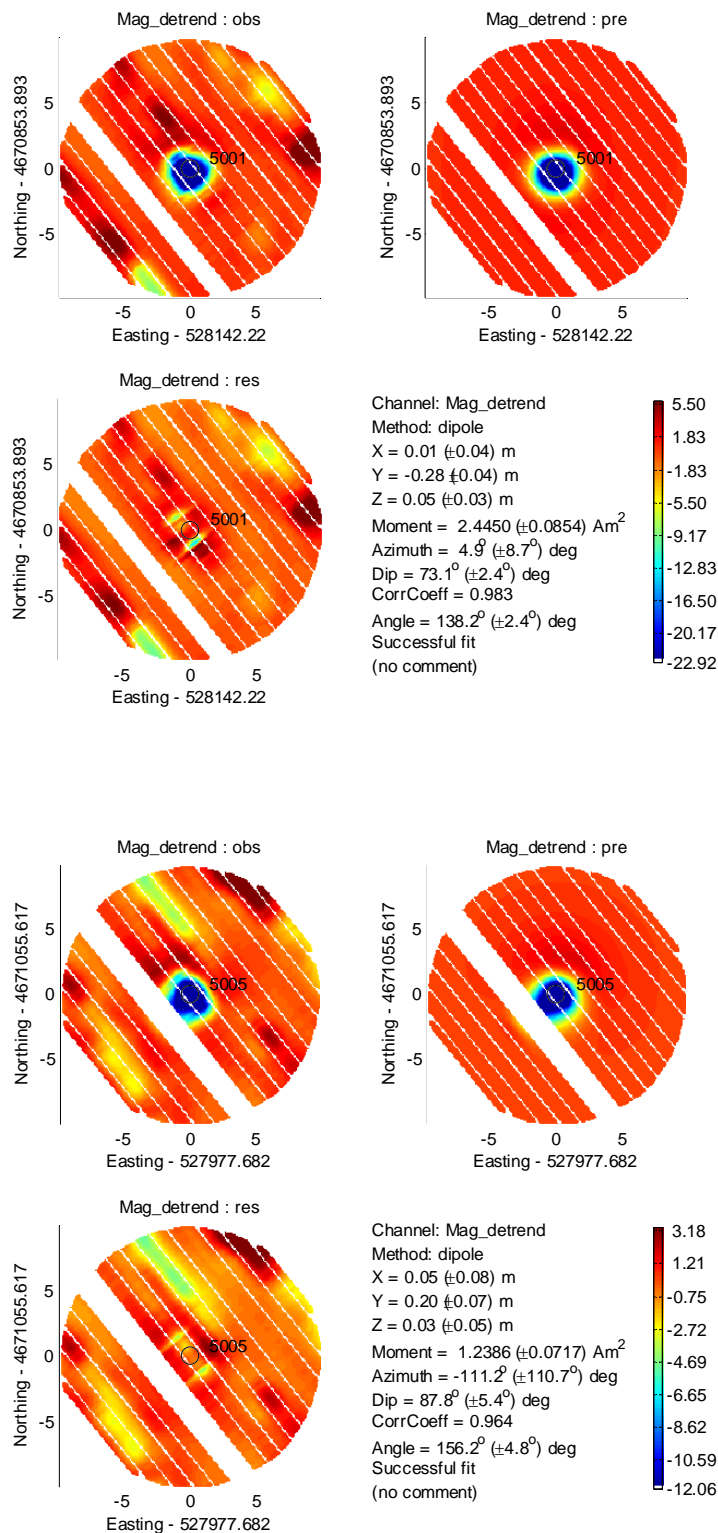 Mag_detrend : obs
Mag_detrend : pre
Northing - 4670853.893
5
0
-5
5001
-5 0 5
Easting - 528142.22
Northing - 4670853.893
5
0
-5
5001
-5 0 5
Easting - 528142.22
Mag_detrend : res
Northing - 4670853.893
5
0
-5
5001
-5 0 5
Easting - 528142.22
Channel: Mag_detrend
Method: dipole
X = 0.01 (±0.04) m
Y = -0.28 (±0.04) m
Z = 0.05 (±0.03) m
Moment = 2.4450 (±0.0854) Am²
Azimuth = 4.9° (±8.7°) deg
Dip = 73.1° (±2.4°) deg
CorrCoeff = 0.983
Angle = 138.2° (±2.4°) deg
Successful fit
(no comment)
5.50
1.83
-1.83
-5.50
-9.17
-12.83
-16.50
-20.17
-22.92
Mag_detrend : obs
Mag_detrend : pre
Northing - 4671055.617
5
0
-5
5005
-5 0 5
Easting - 527977.682
Northing - 4671055.617
5
0
-5
5005
-5 0 5
Easting - 527977.682
Mag_detrend : res
Northing - 4671055.617
5
0
-5
5005
-5 0 5
Easting - 527977.682
Channel: Mag_detrend
Method: dipole
X = 0.05 (±0.08) m
Y = 0.20 (±0.07) m
Z = 0.03 (±0.05) m
Moment = 1.2386 (±0.0717) Am²
Azimuth = -111.2° (±110.7°) deg
Dip = 87.8° (±5.4°) deg
CorrCoeff = 0.964
Angle = 156.2° (±4.8°) deg
Successful fit
(no comment)
3.18
1.21
-0.75
-2.72
-4.69
-6.65
-8.62
-10.59
-12.06